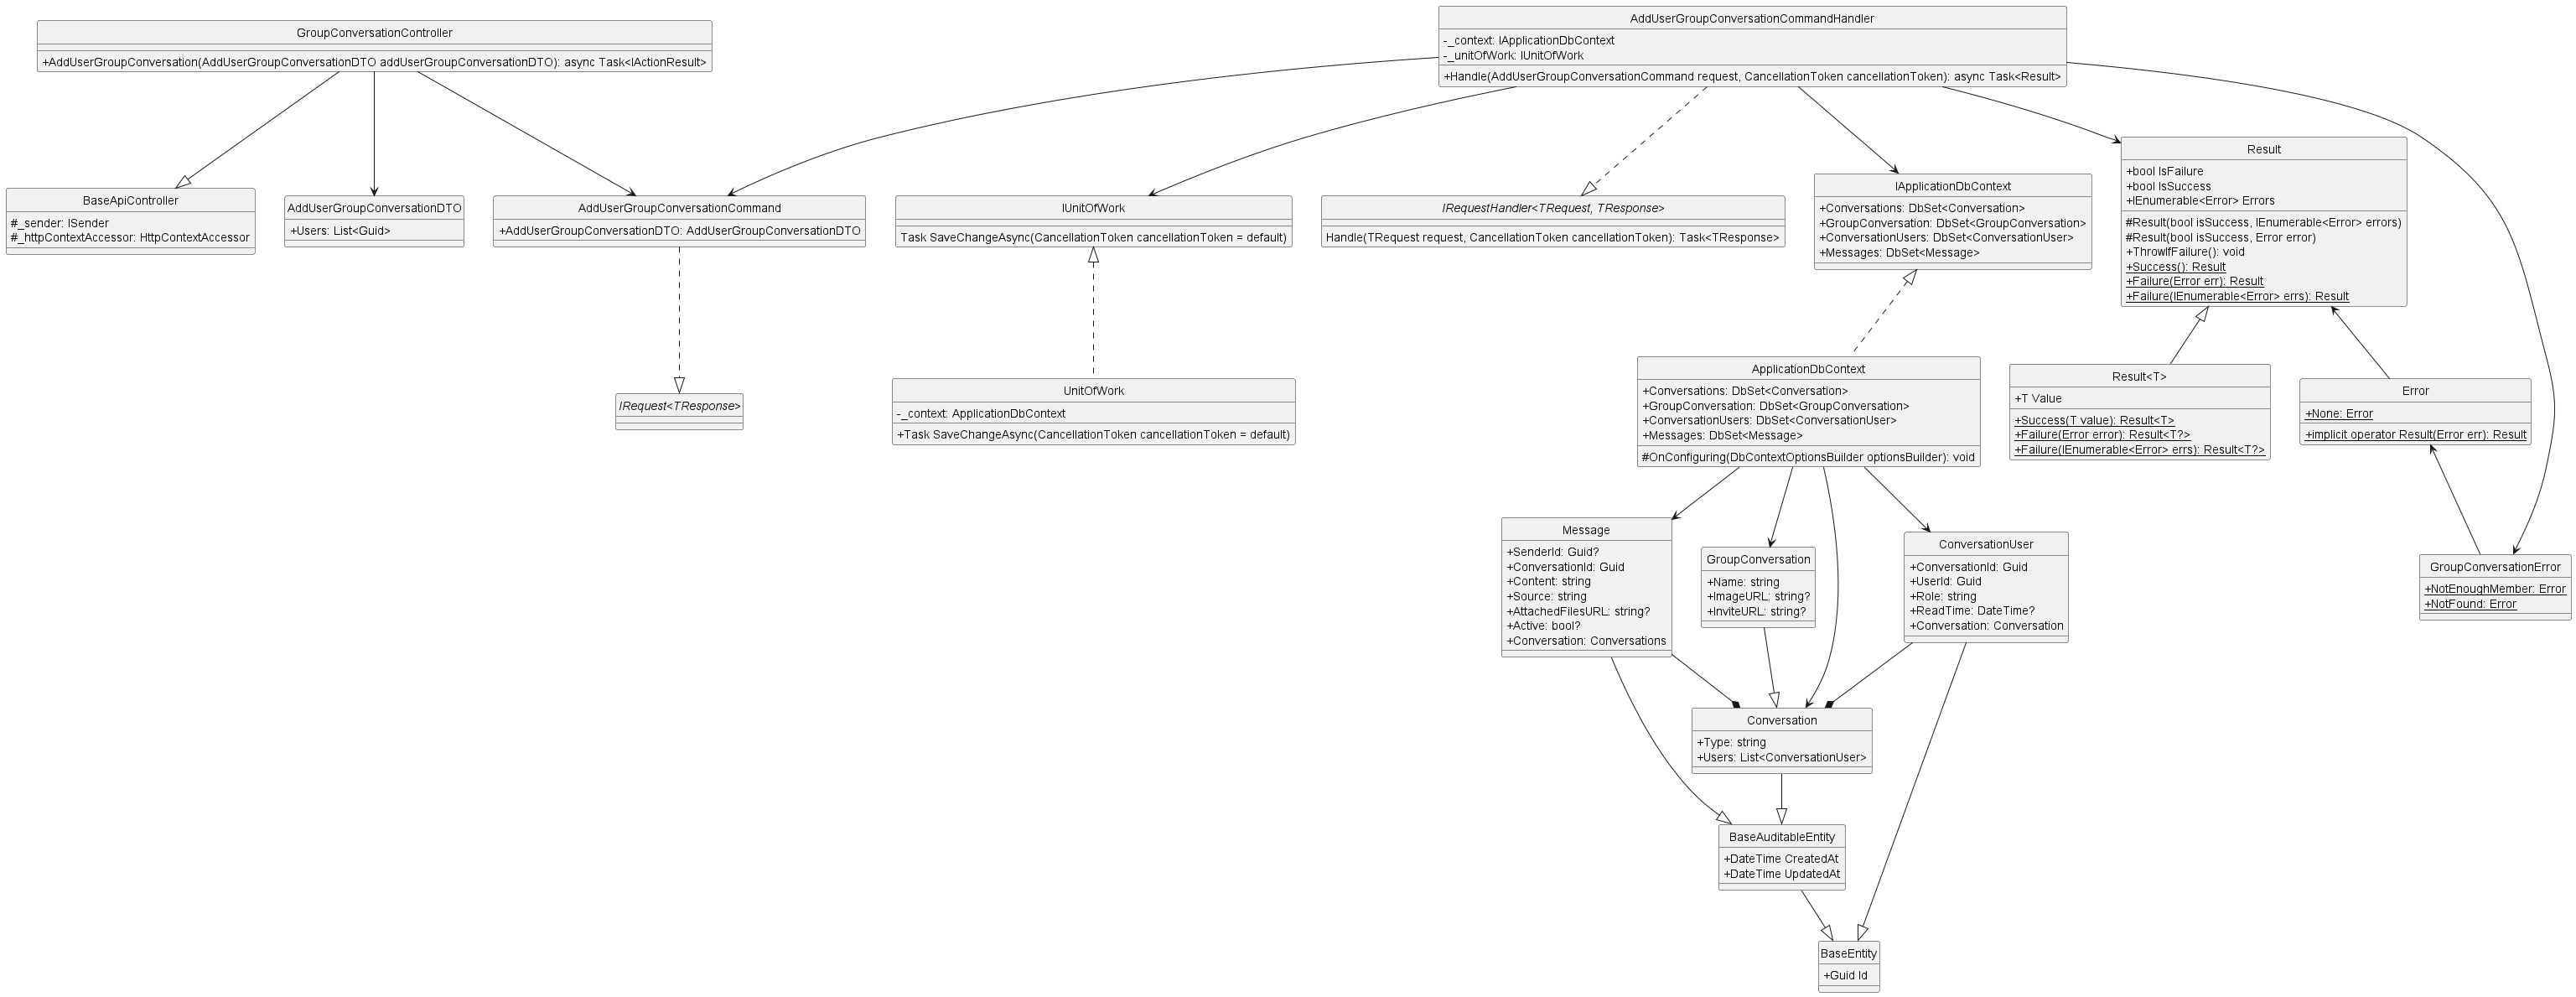 GroupConversationController
+AddUserGroupConversation(AddUserGroupConversationDTO addUserGroupConversationDTO): async Task<IActionResult>
AddUserGroupConversationCommandHandler
-_context: IApplicationDbContext
-_unitOfWork: IUnitOfWork
+Handle(AddUserGroupConversationCommand request, CancellationToken cancellationToken): async Task<Result>
BaseApiController
#_sender: ISender
#_httpContextAccessor: HttpContextAccessor
AddUserGroupConversationDTO
+Users: List<Guid>
AddUserGroupConversationCommand
+AddUserGroupConversationDTO: AddUserGroupConversationDTO
IUnitOfWork
Task SaveChangeAsync(CancellationToken cancellationToken = default)
IRequestHandler<TRequest, TResponse>
Handle(TRequest request, CancellationToken cancellationToken): Task<TResponse>
IApplicationDbContext
+Conversations: DbSet<Conversation>
+GroupConversation: DbSet<GroupConversation>
+ConversationUsers: DbSet<ConversationUser>
+Messages: DbSet<Message>
Result
+bool IsFailure
+bool IsSuccess
+IEnumerable<Error> Errors
#Result(bool isSuccess, IEnumerable<Error> errors)
#Result(bool isSuccess, Error error)
+ThrowIfFailure(): void
+Success(): Result
+Failure(Error err): Result
+Failure(IEnumerable<Error> errs): Result
IRequest<TResponse>
UnitOfWork
-_context: ApplicationDbContext
+Task SaveChangeAsync(CancellationToken cancellationToken = default)
ApplicationDbContext
+Conversations: DbSet<Conversation>
+GroupConversation: DbSet<GroupConversation>
+ConversationUsers: DbSet<ConversationUser>
+Messages: DbSet<Message>
#OnConfiguring(DbContextOptionsBuilder optionsBuilder): void
Result<T>
+T Value
+Success(T value): Result<T>
+Failure(Error error): Result<T?>
+Failure(IEnumerable<Error> errs): Result<T?>
Error
+None: Error
+implicit operator Result(Error err): Result
Message
+SenderId: Guid?
+ConversationId: Guid
+Content: string
+Source: string
+AttachedFilesURL: string?
+Active: bool?
+Conversation: Conversations
GroupConversation
+Name: string
+ImageURL: string?
+InviteURL: string?
ConversationUser
+ConversationId: Guid
+UserId: Guid
+Role: string
+ReadTime: DateTime?
+Conversation: Conversation
GroupConversationError
+NotEnoughMember: Error
+NotFound: Error
Conversation
+Type: string
+Users: List<ConversationUser>
BaseAuditableEntity
+DateTime CreatedAt
+DateTime UpdatedAt
BaseEntity
+Guid Id